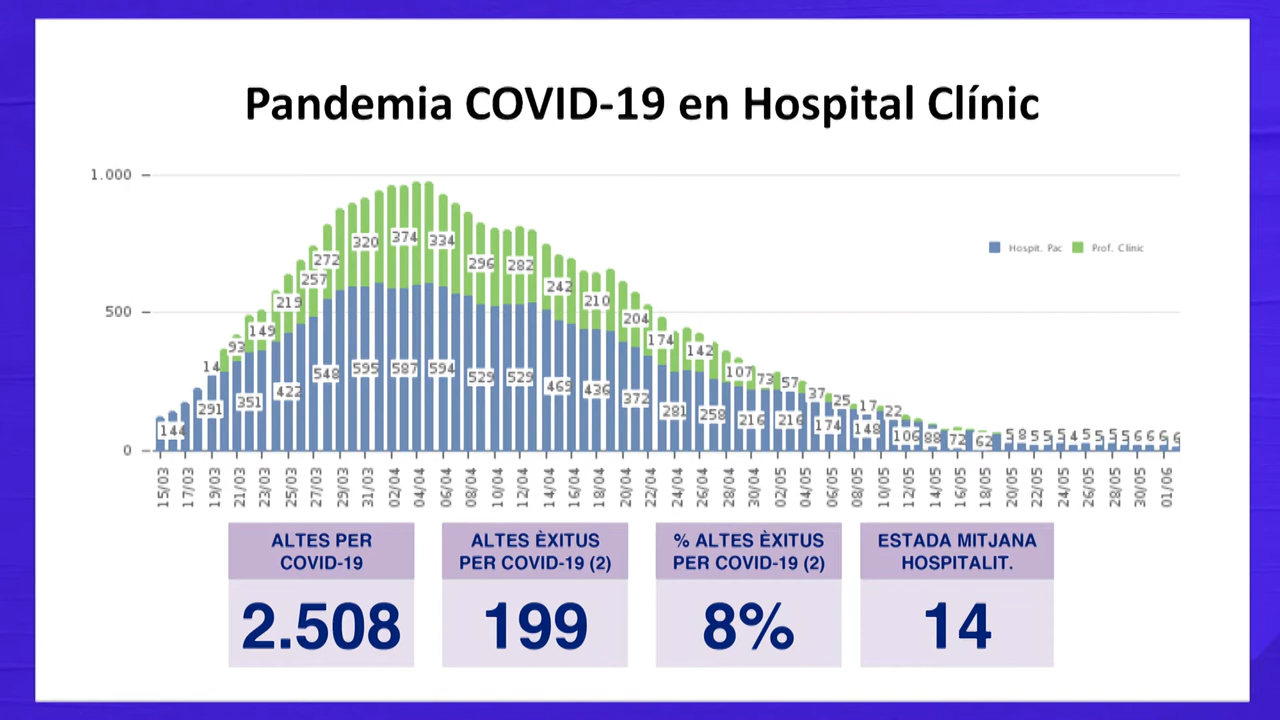 Pandemia COVID-19 en Hospital Clínic
1.000
500
0
Hospit. Pac Prof. Clínic
14 93 149 219 257 272 320 374 334 296 282 242 210 204 174 142 107 73 57 37 25 17 22
144 291 351 422 548 595 587 594 529 529 465 436 372 281 258 216 216 174 148 106 88 72 62 58 55 54 55
15/03 17/03 19/03 21/03 23/03 25/03 27/03 29/03 31/03 02/04 04/04 06/04 08/04 10/04 12/04 14/04 16/04 18/04 20/04 22/04 24/04 26/04 28/04 30/04 02/05 04/05 06/05 08/05 10/05 12/05 14/05 16/05 18/05 20/05 22/05 24/05 26/05 28/05 30/05 01/06
ALTES PER
COVID-19
2.508
ALTES ÈXITUS
PER COVID-19 (2)
199
% ALTES ÈXITUS
PER COVID-19 (2)
8%
ESTADA MITJANA
HOSPITALIT.
14